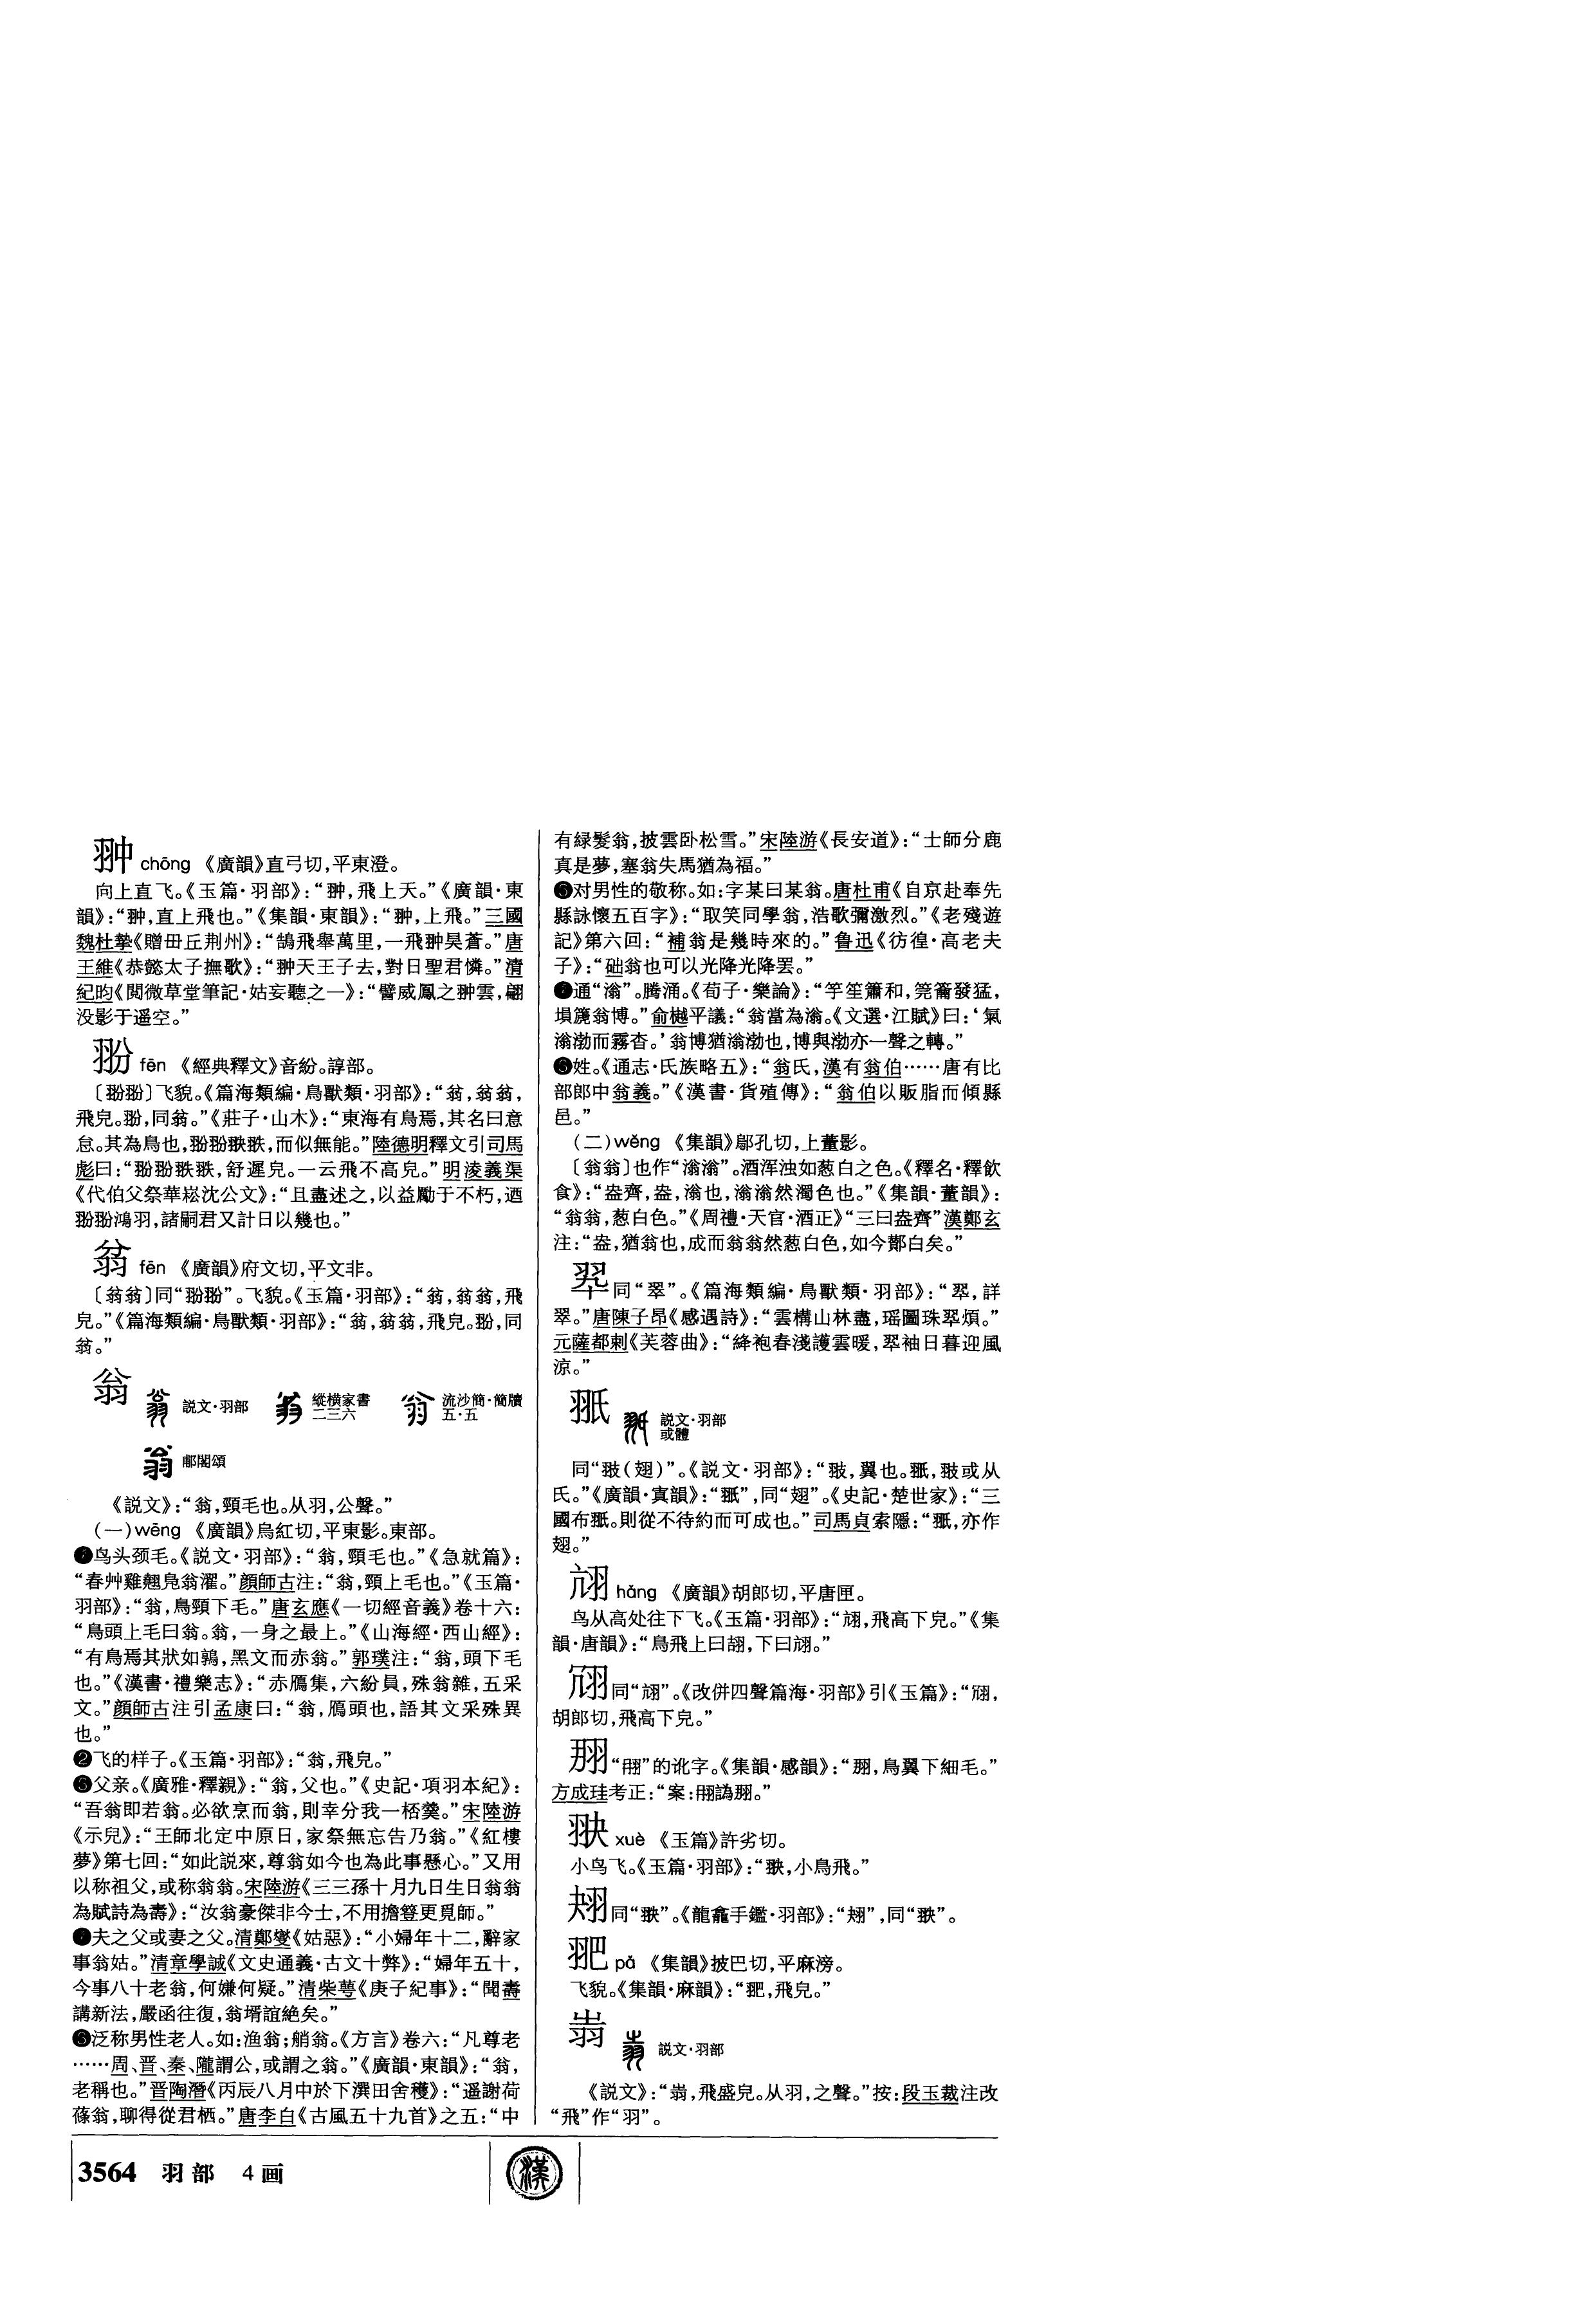 翀 chōng 《廣韻》直弓切,平東澄。
向上直飞。《玉篇·羽部》:“翀,飛上天。”《廣韻·東
韻》:“翀,直上飛也。”《集韻·東韻》:“翀,上飛。”三國
魏杜摯《贈毌丘荆州》:“鵠飛舉萬里,一飛翀昊蒼。”唐
王維《恭懿太子輓歌》:“翀天王子去,對日聖君憐。”清
紀昀《閲微草堂筆記·姑妄聽之一》:“譬威鳳之翀雲,翩
没影于遥空。”
翂 fēn 《經典釋文》音紛。諄部。
〔翂翂〕飞貌。《篇海類編·鳥獸類·羽部》:“翁,翁翁,
飛皃。翂,同翁。”《莊子·山木》:“東海有鳥焉,其名曰意
怠。其為鳥也,翂翂翐翐,而似無能。”陸德明釋文引司馬
彪曰:“翂翂翐翐,舒遲皃。一云飛不高皃。”明淩義渠
《代伯父祭華崧沈公文》:“且盡述之,以益勵于不朽,迺
翂翂鴻羽,諸嗣君又計日以幾也。”
fēn 《廣韻》府文切,平文非。
同“翂翂”。飞貌。《玉篇·羽部》:“飛
皃。”《篇海類編·鳥獸類·羽部》:“飛皃。翂,同
翁 説文·羽部 縱横家書 二三六 流沙簡·簡牘 五·五
郙閣頌
《説文》:“翁,頸毛也。从羽,公聲。”
(一)wēng 《廣韻》烏紅切,平東影。東部。
❶鸟头颈毛。《説文·羽部》:“翁,頸毛也。”《急就篇》:
“春艸雞翹鳧翁濯。”顔師古注:“翁,頸上毛也。”《玉篇·
羽部》:“翁,鳥頸下毛。”唐玄應《一切經音義》卷十六:
“鳥頭上毛曰翁。翁,一身之最上。”《山海經·西山經》:
“有鳥焉其狀如鶉,黑文而赤翁。”郭璞注:“翁,頭下毛
也。”《漢書·禮樂志》:“赤鴈集,六紛員,殊翁雜,五采
文。”顔師古注引孟康曰:“翁,鴈頭也,語其文采殊異
也。”
❷飞的样子。《玉篇·羽部》:“翁,飛皃。”
❸父亲。《廣雅·釋親》:“翁,父也。”《史記·項羽本紀》:
“吾翁即若翁。必欲烹而翁,則幸分我一桮羹。”宋陸游
《示兒》:“王師北定中原日,家祭無忘告乃翁。”《紅樓
夢》第七回:“如此説來,尊翁如今也為此事懸心。”又用
以称祖父,或称翁翁。宋陸游《三三孫十月九日生日翁翁
為賦詩為壽》:“汝翁豪傑非今士,不用擔簦更覓師。”
❹夫之父或妻之父。清鄭燮《姑惡》:“小婦年十二,辭家
事翁姑。”清章學誠《文史通義·古文十弊》:“婦年五十,
今事八十老翁,何嫌何疑。”清柴萼《庚子紀事》:“聞壽
講新法,嚴函往復,翁壻誼絶矣。”
❺泛称男性老人。如:渔翁;艄翁。《方言》卷六:“凡尊老
……周、晋、秦、隴謂公,或謂之翁。”《廣韻·東韻》:“翁,
老稱也。”晋陶潛《丙辰八月中於下潠田舍穫》:“遥謝荷
蓧翁,聊得從君栖。”唐李白《古風五十九首》之五:“中
有緑髮翁,披雲卧松雪。”宋陸游《長安道》:“士師分鹿
真是夢,塞翁失馬猶為福。”
❻对男性的敬称。如:字某曰某翁。唐杜甫《自京赴奉先
縣詠懷五百字》:“取笑同學翁,浩歌彌激烈。”《老殘遊
記》第六回:“補翁是幾時來的。”鲁迅《彷徨·高老夫
子》:“础翁也可以光降光降罢。”
❼通“滃”。腾涌。《荀子·樂論》:“竽笙簫和,筦籥發猛,
塤篪翁博。”俞樾平議:“翁當為滃。《文選·江賦》曰:‘氣
滃渤而霧杳。’翁博猶滃渤也,博與渤亦一聲之轉。”
❽姓。《通志·氏族略五》:“翁氏,漢有翁伯……唐有比
部郎中翁義。”《漢書·貨殖傳》:“翁伯以販脂而傾縣
邑。”
(二)wěng 《集韻》鄔孔切,上董影。
〔翁翁〕也作“滃滃”。酒浑浊如葱白之色。《釋名·釋飲
食》:“盎齊,盎,滃也,滃滃然濁色也。”《集韻·董韻》:
“翁翁,葱白色。”《周禮·天官·酒正》“三曰盎齊”漢鄭玄
注:“盎,猶翁也,成而翁翁然葱白色,如今酇白矣。”
翆同“翠”。《篇海類編·鳥獸類·羽部》:“翆,詳
翠。”唐陳子昂《感遇詩》:“雲構山林盡,瑶圖珠翆煩。”
元薩都剌《芙蓉曲》:“絳袍春淺護雲暖,翆袖日暮迎風
涼。”
翄 説文·羽部 或體
同“翄(翅)”。《説文·羽部》:“翄,翼也。䎶,翄或从
氏。”《廣韻·真韻》:“䎶”,同“翅”。《史記·楚世家》:“三
國布䎶。則從不待約而可成也。”司馬貞索隱:“䎶,亦作
翅。”
翃 háng 《廣韻》胡郎切,平唐匣。
鸟从高处往下飞。《玉篇·羽部》:“飛高下皃。”《集
韻·唐韻》:“鳥飛上曰翓,下曰
同《改併四聲篇海·羽部》引《玉篇》:
胡郎切,飛高下皃。”
的讹字。《集韻·感韻》:“鳥翼下細毛。”
方成珪考正:“案:
xuè 《玉篇》許劣切。
小鸟飞。《玉篇·羽部》:“小鳥飛。”
同《龍龕手鑑·羽部》:
pā 《集韻》披巴切,平麻滂。
飞貌。《集韻·麻韻》:“飛皃。”
説文·羽部
《説文》:“翍,飛盛皃。从羽,之聲。”按:段玉裁注改
“飛”作“羽”。
3564 羽部 4画
漢